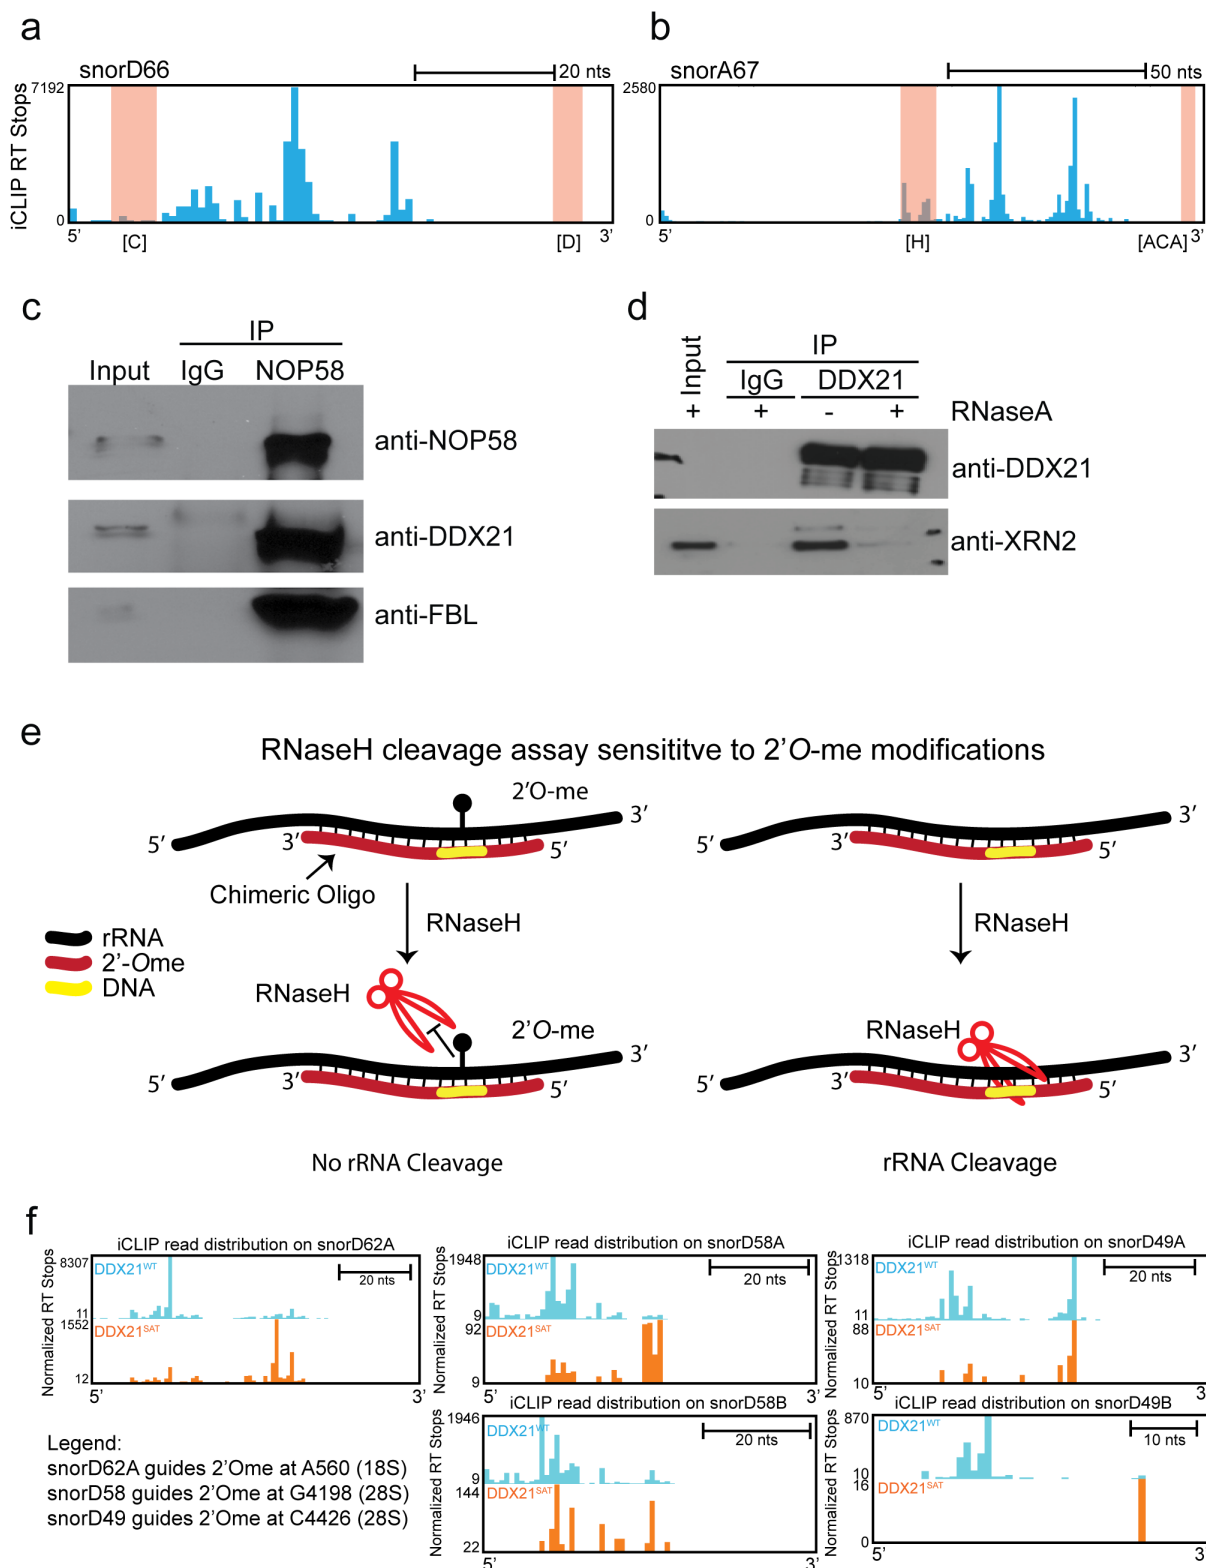 a
snorD66
20 nts
7192
iCLIP RT Stops
0
5'
[C]
[D]
3'
b
snorA67
50 nts
2580
0
5'
[H]
[ACA]
3'
c
IP
Input
IgG
NOP58
anti-NOP58
anti-DDX21
anti-FBL
d
Input
IP
IgG
DDX21
+
+
-
+
RNaseA
anti-DDX21
anti-XRN2
e
RNaseH cleavage assay sensititve to 2'O-me modifications
2'O-me
3'
5'
3'
5'
Chimeric Oligo
RNaseH
3'
5'
3'
5'
RNaseH
rRNA
2'-Ome
DNA
RNaseH
2'O-me
3'
5'
3'
5'
No rRNA Cleavage
RNaseH
3'
5'
3'
5'
rRNA Cleavage
f
iCLIP read distribution on snorD62A
Normalized RT Stops
8307
DDX21WT
20 nts
11
1552
DDX21SAT
12
5'
3'
iCLIP read distribution on snorD58A
Normalized RT Stops
1948
DDX21WT
20 nts
9
92
DDX21SAT
9
5'
3'
iCLIP read distribution on snorD49A
Normalized RT Stops
1318
DDX21WT
20 nts
11
88
DDX21SAT
10
5'
3'
Legend:
snorD62A guides 2'Ome at A560 (18S)
snorD58 guides 2'Ome at G4198 (28S)
snorD49 guides 2'Ome at C4426 (28S)
iCLIP read distribution on snorD58B
Normalized RT Stops
1946
DDX21WT
20 nts
9
144
DDX21SAT
22
5'
3'
iCLIP read distribution on snorD49B
Normalized RT Stops
870
DDX21WT
10 nts
10
16
DDX21SAT
0
5'
3'